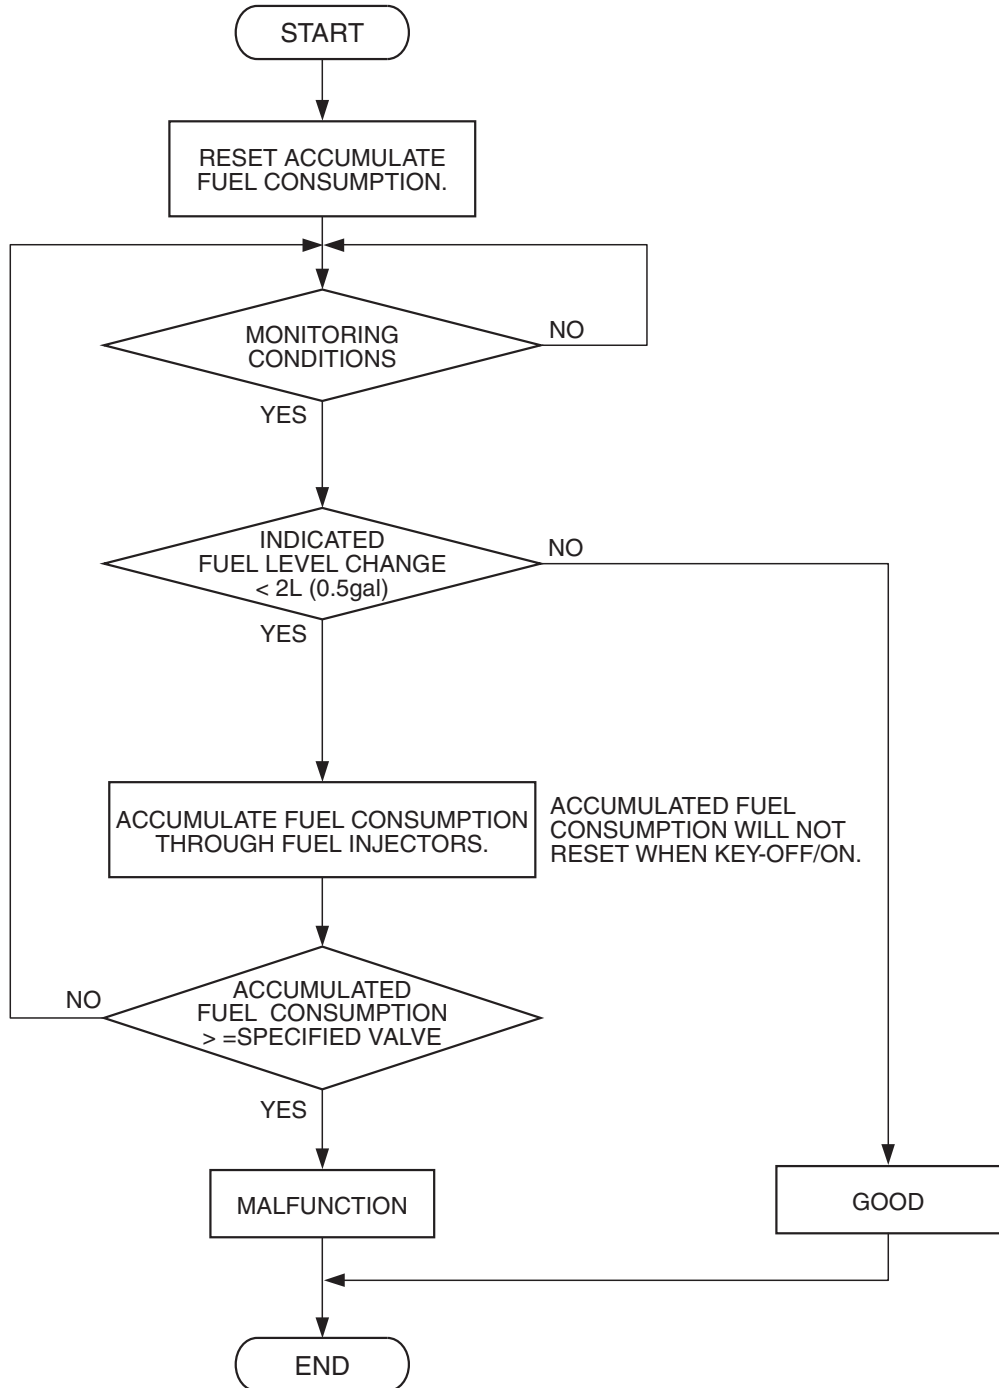 START
RESET ACCUMULATE
FUEL CONSUMPTION.
MONITORING
CONDITIONS
NO
YES
INDICATED
FUEL LEVEL CHANGE
< 2L (0.5gal)
NO
YES
ACCUMULATE FUEL CONSUMPTION
THROUGH FUEL INJECTORS.
ACCUMULATED FUEL
CONSUMPTION WILL NOT
RESET WHEN KEY-OFF/ON.
NO
ACCUMULATED
FUEL CONSUMPTION
> =SPECIFIED VALVE
YES
MALFUNCTION
GOOD
END